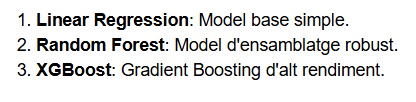 1. Linear Regression: Model base simple.
2. Random Forest: Model d'ensamblatge robust.
3. XGBoost: Gradient Boosting d'alt rendiment.